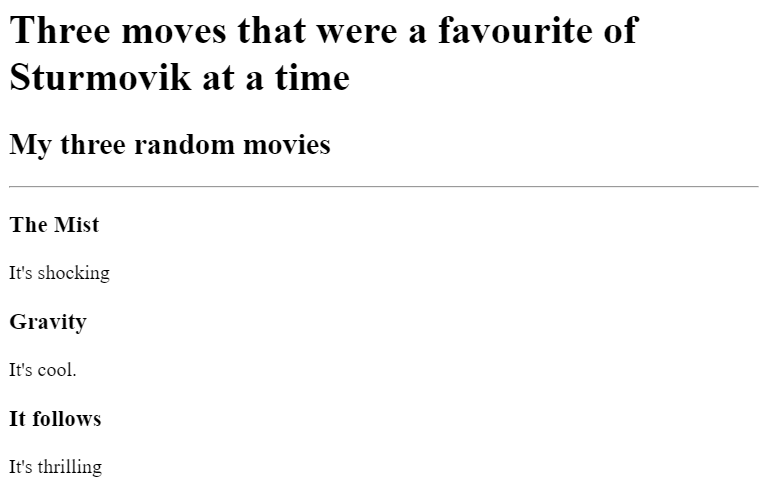 Three moves that were a favourite of
Sturmovik at a time
My three random movies
The Mist
It's shocking
Gravity
It's cool.
It follows
It's thrilling